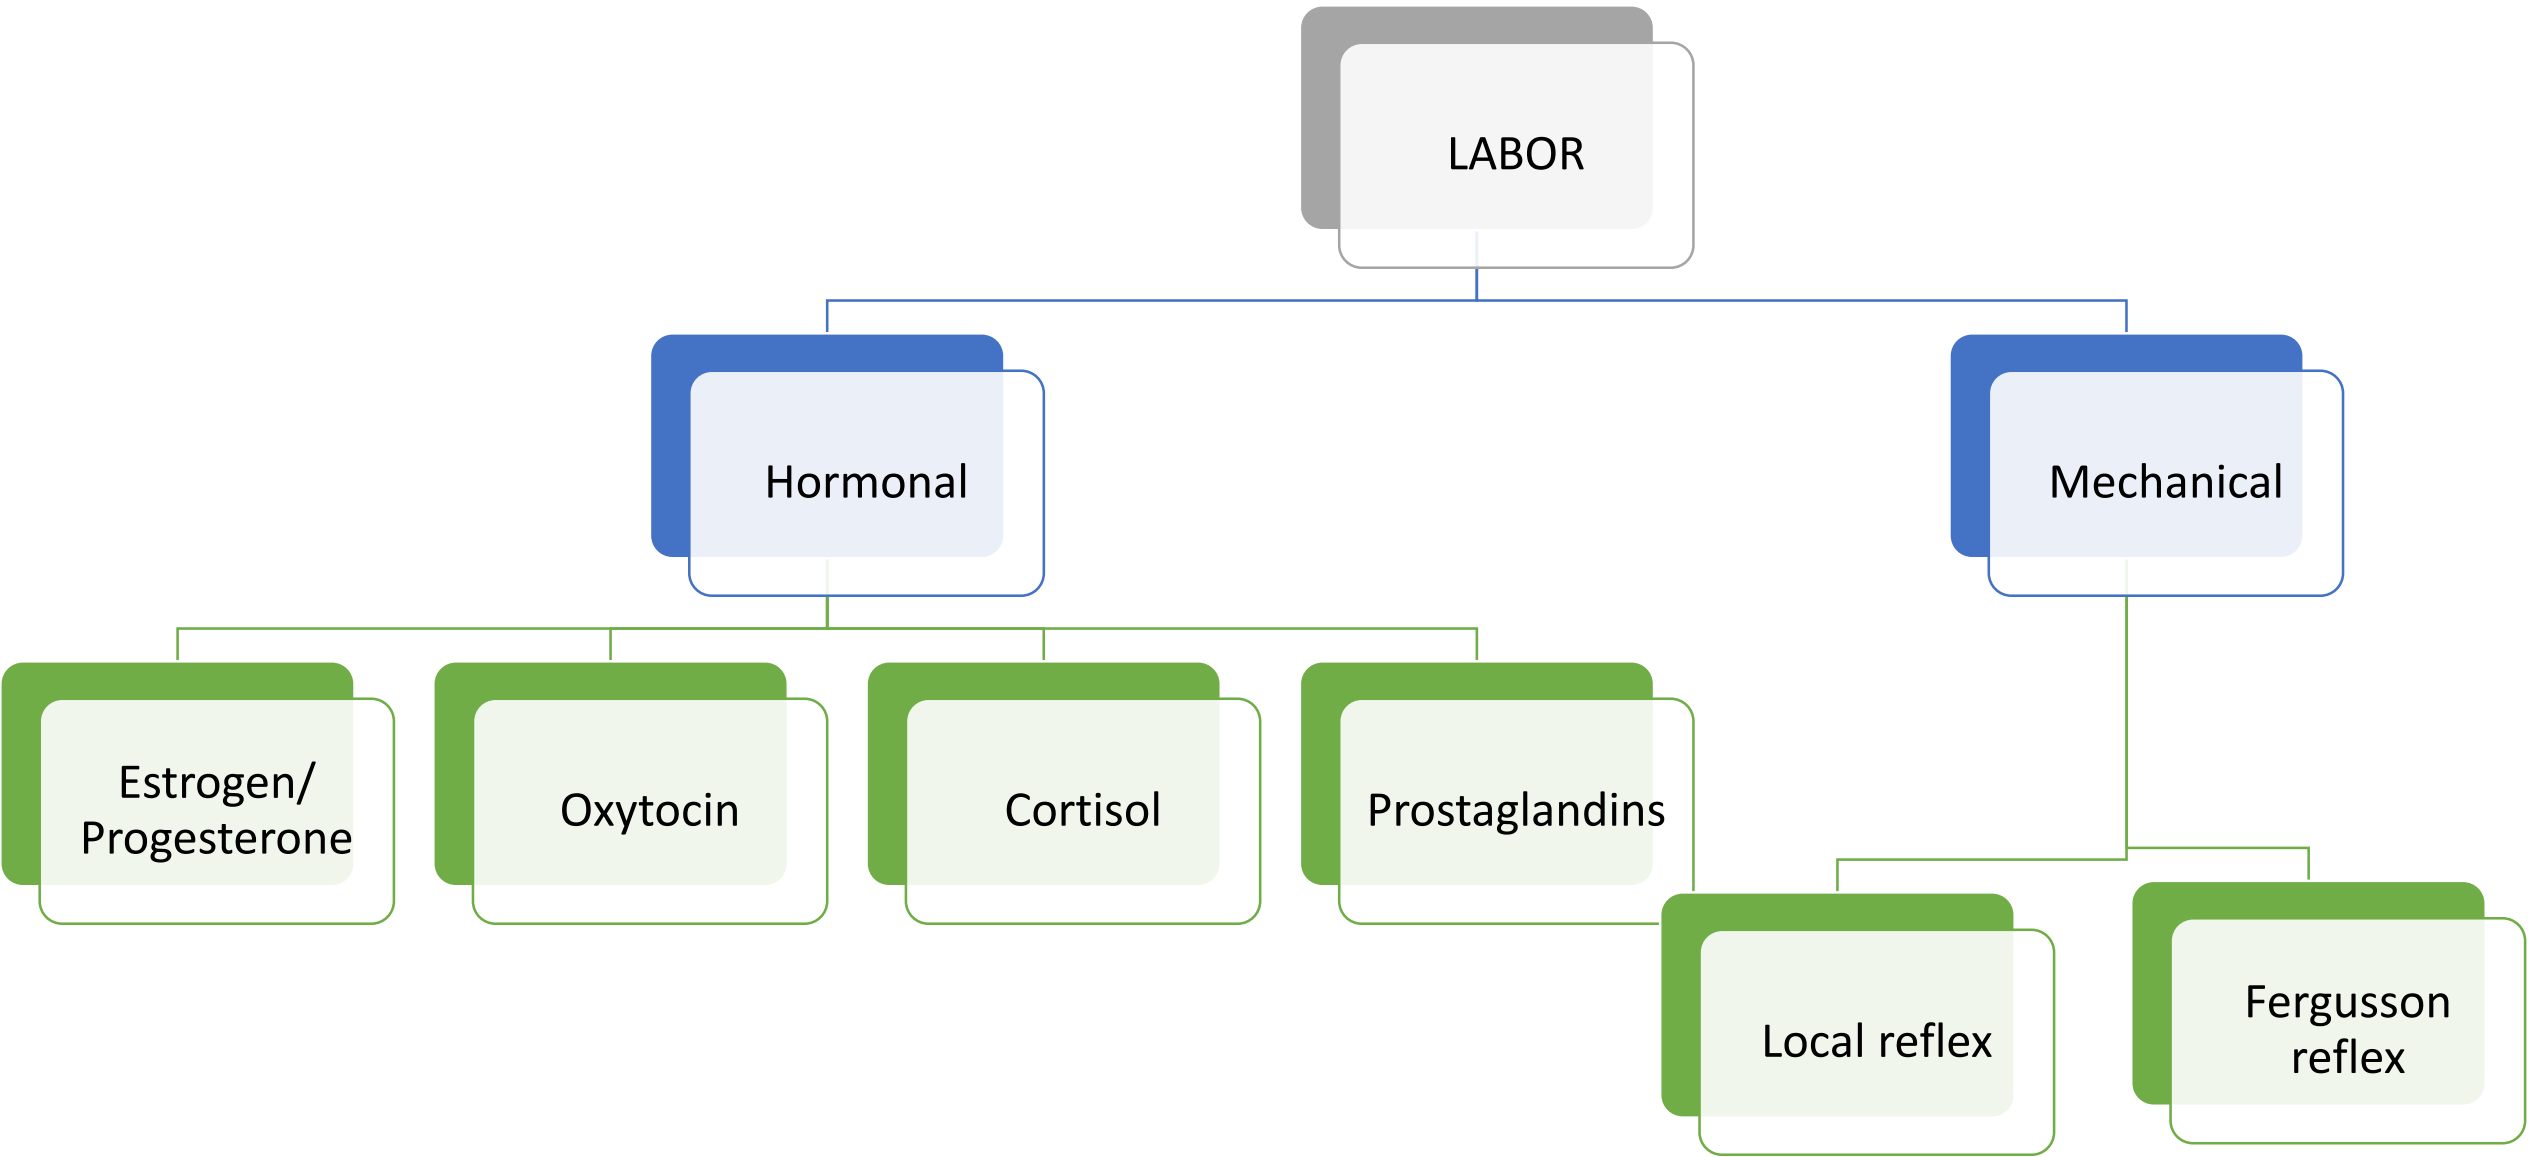 LABOR
Hormonal
Mechanical
Estrogen/
Progesterone
Oxytocin
Cortisol
Prostaglandins
Local reflex
Fergusson
reflex